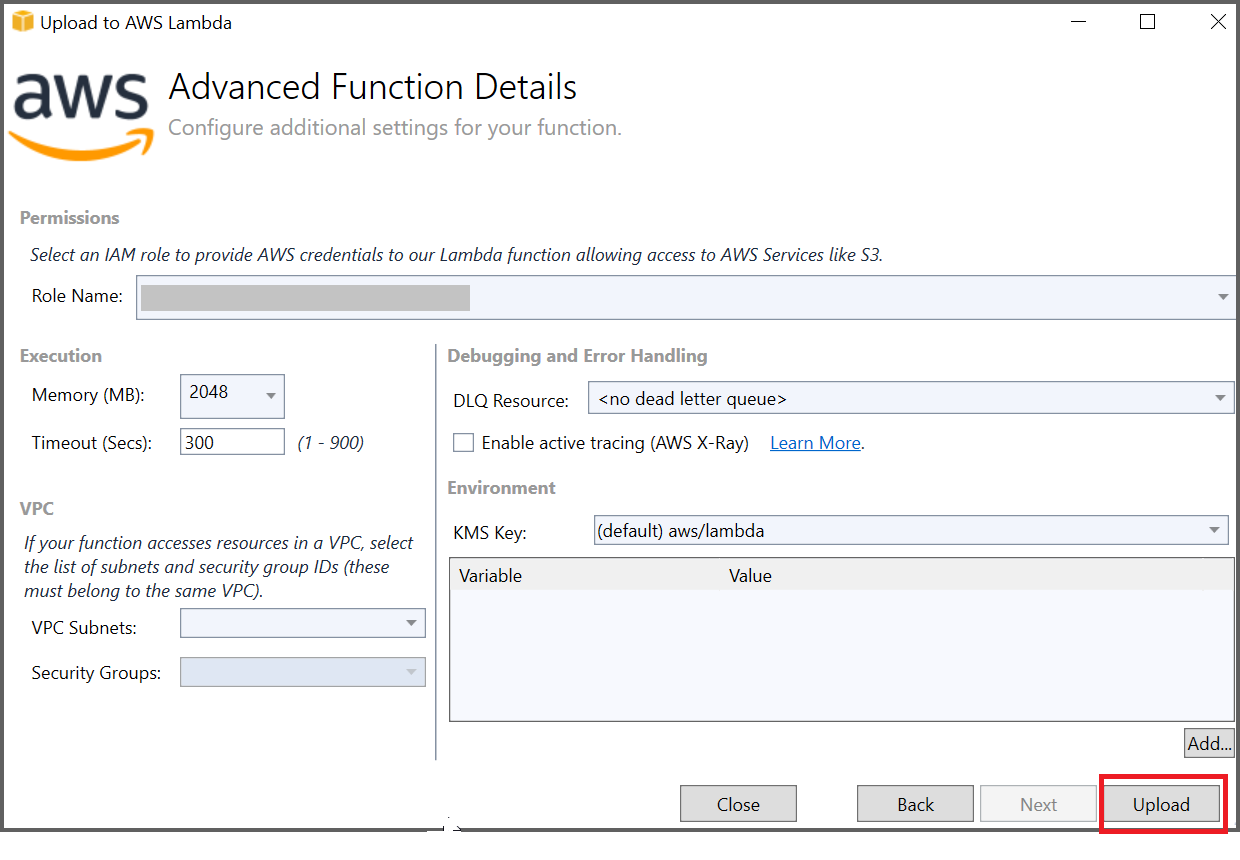 Upload to AWS Lambda
aws
Advanced Function Details
Configure additional settings for your function.
Permissions
Select an IAM role to provide AWS credentials to our Lambda function allowing access to AWS Services like S3.
Role Name:
Execution
Memory (MB): 2048
Timeout (Secs): 300 (1 - 900)
VPC
If your function accesses resources in a VPC, select
the list of subnets and security group IDs (these
must belong to the same VPC).
VPC Subnets:
Security Groups:
Debugging and Error Handling
DLQ Resource: <no dead letter queue>
Enable active tracing (AWS X-Ray) Learn More.
Environment
KMS Key: (default) aws/lambda
Variable Value
Add...
Close Back Next Upload